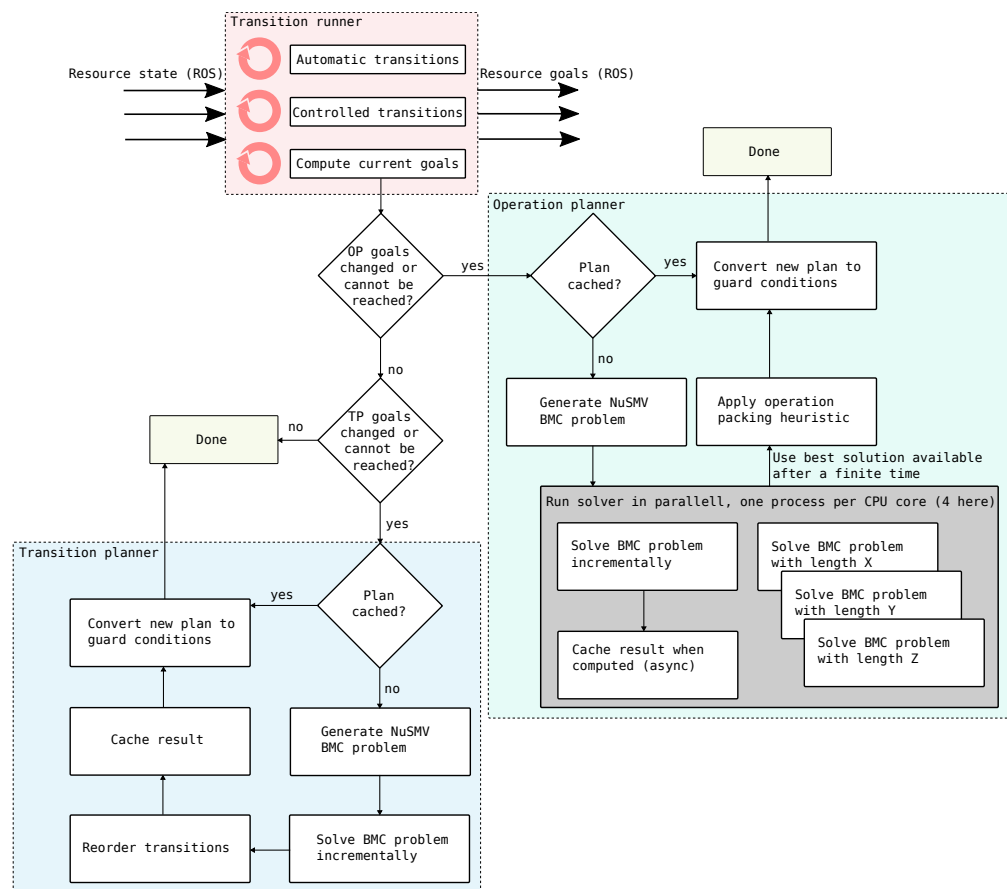 Transition runner
Automatic transitions
Resource state (ROS)
Resource goals (ROS)
Controlled transitions
Compute current goals
Done
Operation planner
OP goals
changed or
cannot be
reached?
yes
Plan
cached?
yes
Convert new plan to
guard conditions
no
no
Generate NuSMV
BMC problem
Apply operation
packing heuristic
TP goals
changed or
cannot be
reached?
no
Done
Use best solution available
after a finite time
Run solver in parallell, one process per CPU core (4 here)
Solve BMC problem
incrementally
Solve BMC problem
with length X
Solve BMC problem
with length Y
Solve BMC problem
with length Z
Cache result when
computed (async)
yes
Transition planner
Plan
cached?
yes
Convert new plan to
guard conditions
no
Cache result
Generate NuSMV
BMC problem
Reorder transitions
Solve BMC problem
incrementally